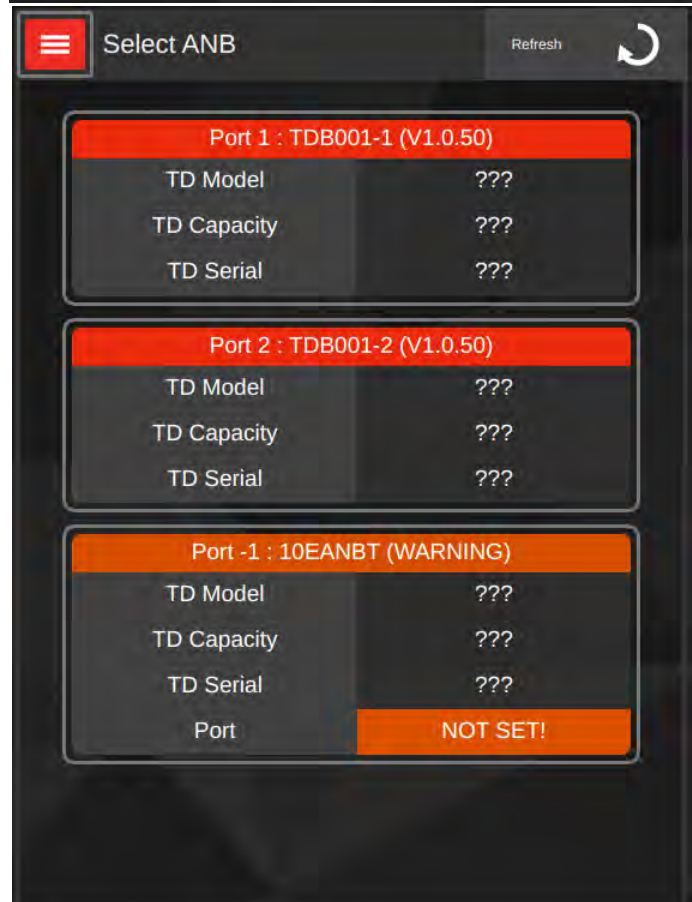 Select ANB
Refresh
Port 1 : TDB001-1 (V1.0.50)
TD Model ???
TD Capacity ???
TD Serial ???
Port 2 : TDB001-2 (V1.0.50)
TD Model ???
TD Capacity ???
TD Serial ???
Port -1 : 10EANBT (WARNING)
TD Model ???
TD Capacity ???
TD Serial ???
Port NOT SET!